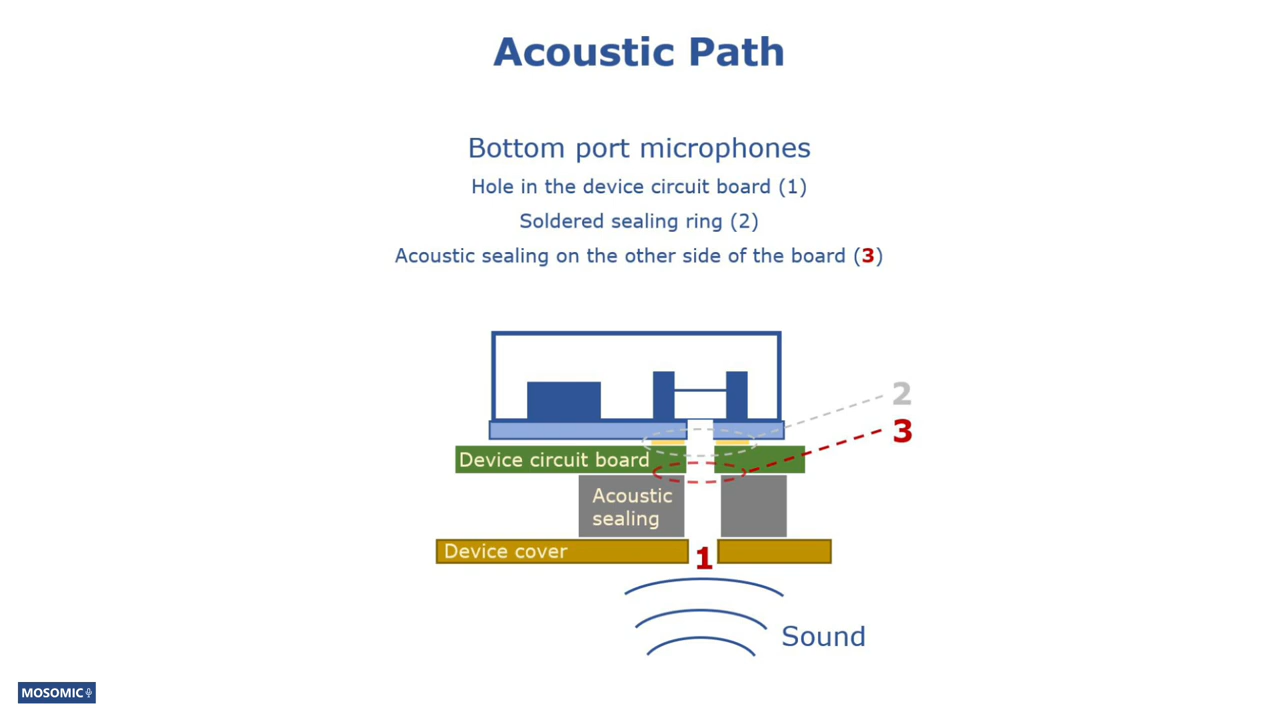 Acoustic Path
Bottom port microphones
Hole in the device circuit board (1)
Soldered sealing ring (2)
Acoustic sealing on the other side of the board (3)
2
3
Device circuit board
Acoustic
sealing
Device cover
1
Sound
MOSOMIC